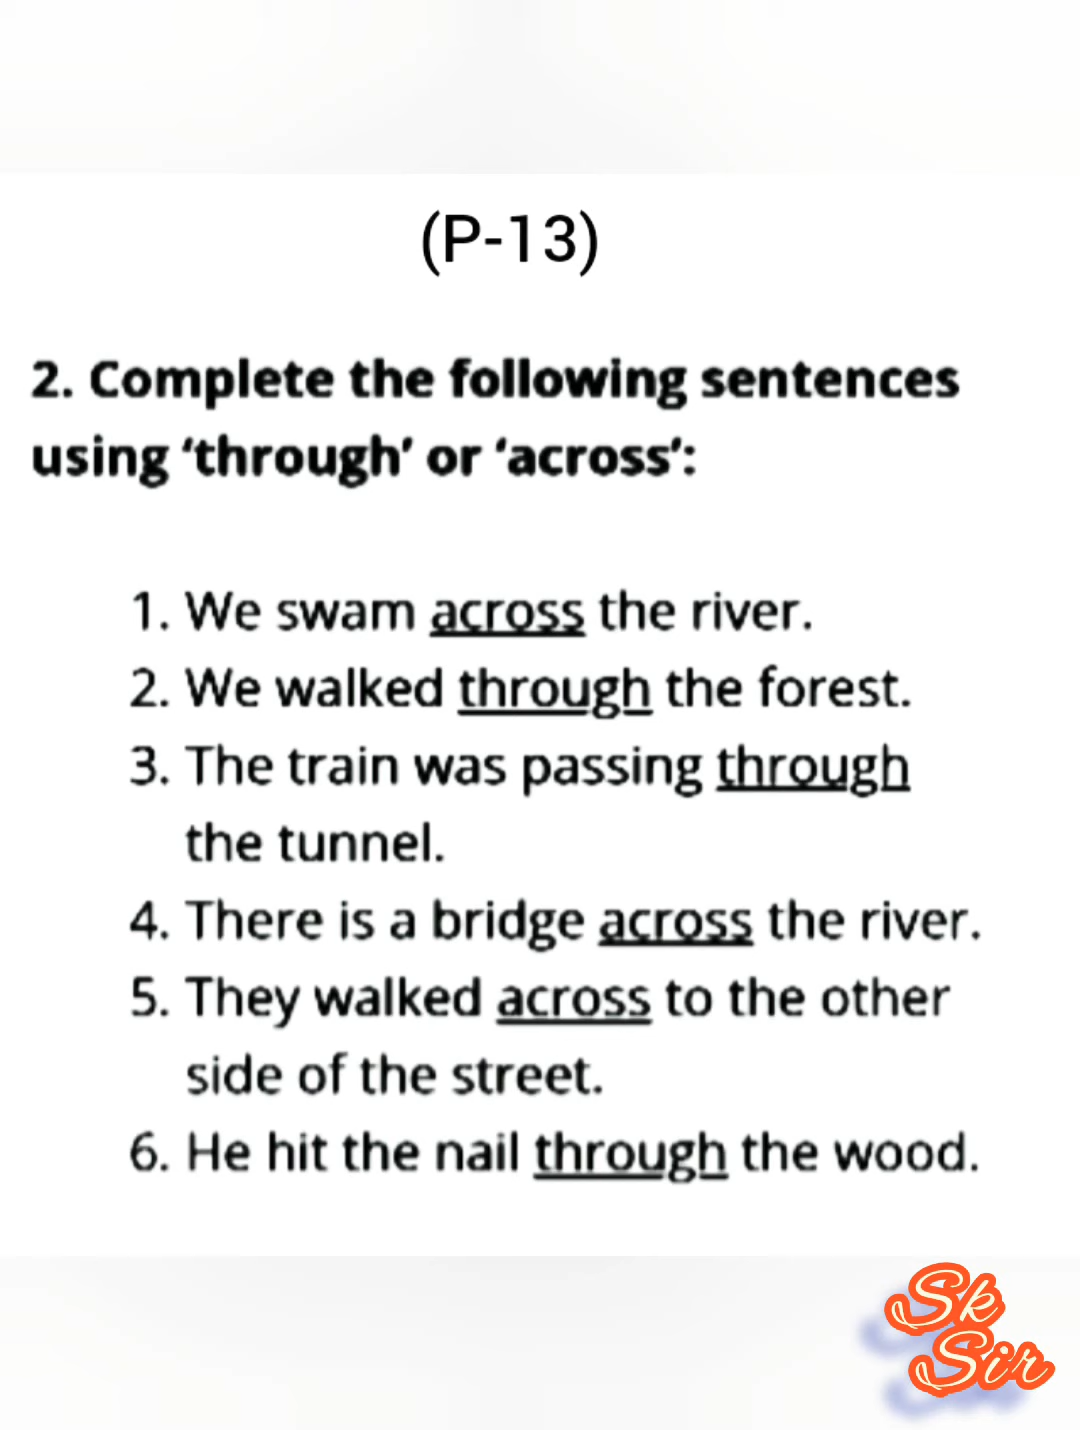 (P-13)
2. Complete the following sentences
using ‘through’ or ‘across’:
1. We swam across the river.
2. We walked through the forest.
3. The train was passing through
the tunnel.
4. There is a bridge across the river.
5. They walked across to the other
side of the street.
6. He hit the nail through the wood.
Sk
Sir